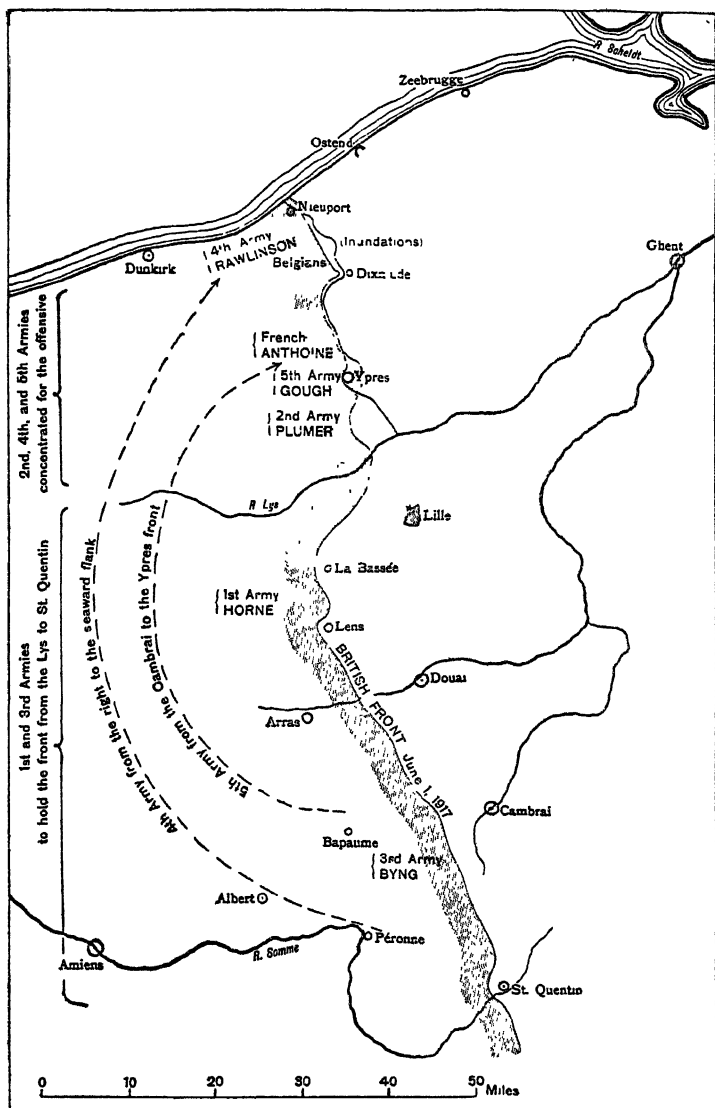 R Scheldt
Zeebrugge
Ostend
Nieuport
(Inundations)
4th Army
RAWLINSON
Dunkirk
Belgians
Dixmude
Ghent
2nd, 4th, and 5th Armies
concentrated for the offensive
French
ANTHOINE
5th Army
GOUGH
Ypres
2nd Army
PLUMER
R Lys
Lille
La Bassée
1st Army
HORNE
Lens
1st and 3rd Armies
to hold the front from the Lys to St Quentin
4th Army from the right to the seaward flank
5th Army from the Cambrai to the Ypres front
BRITISH FRONT June 1, 1917
Douai
Arras
Cambrai
Bapaume
3rd Army
BYNG
Albert
Péronne
Amiens
R. Somme
St. Quentin
0 10 20 30 40 50 Miles